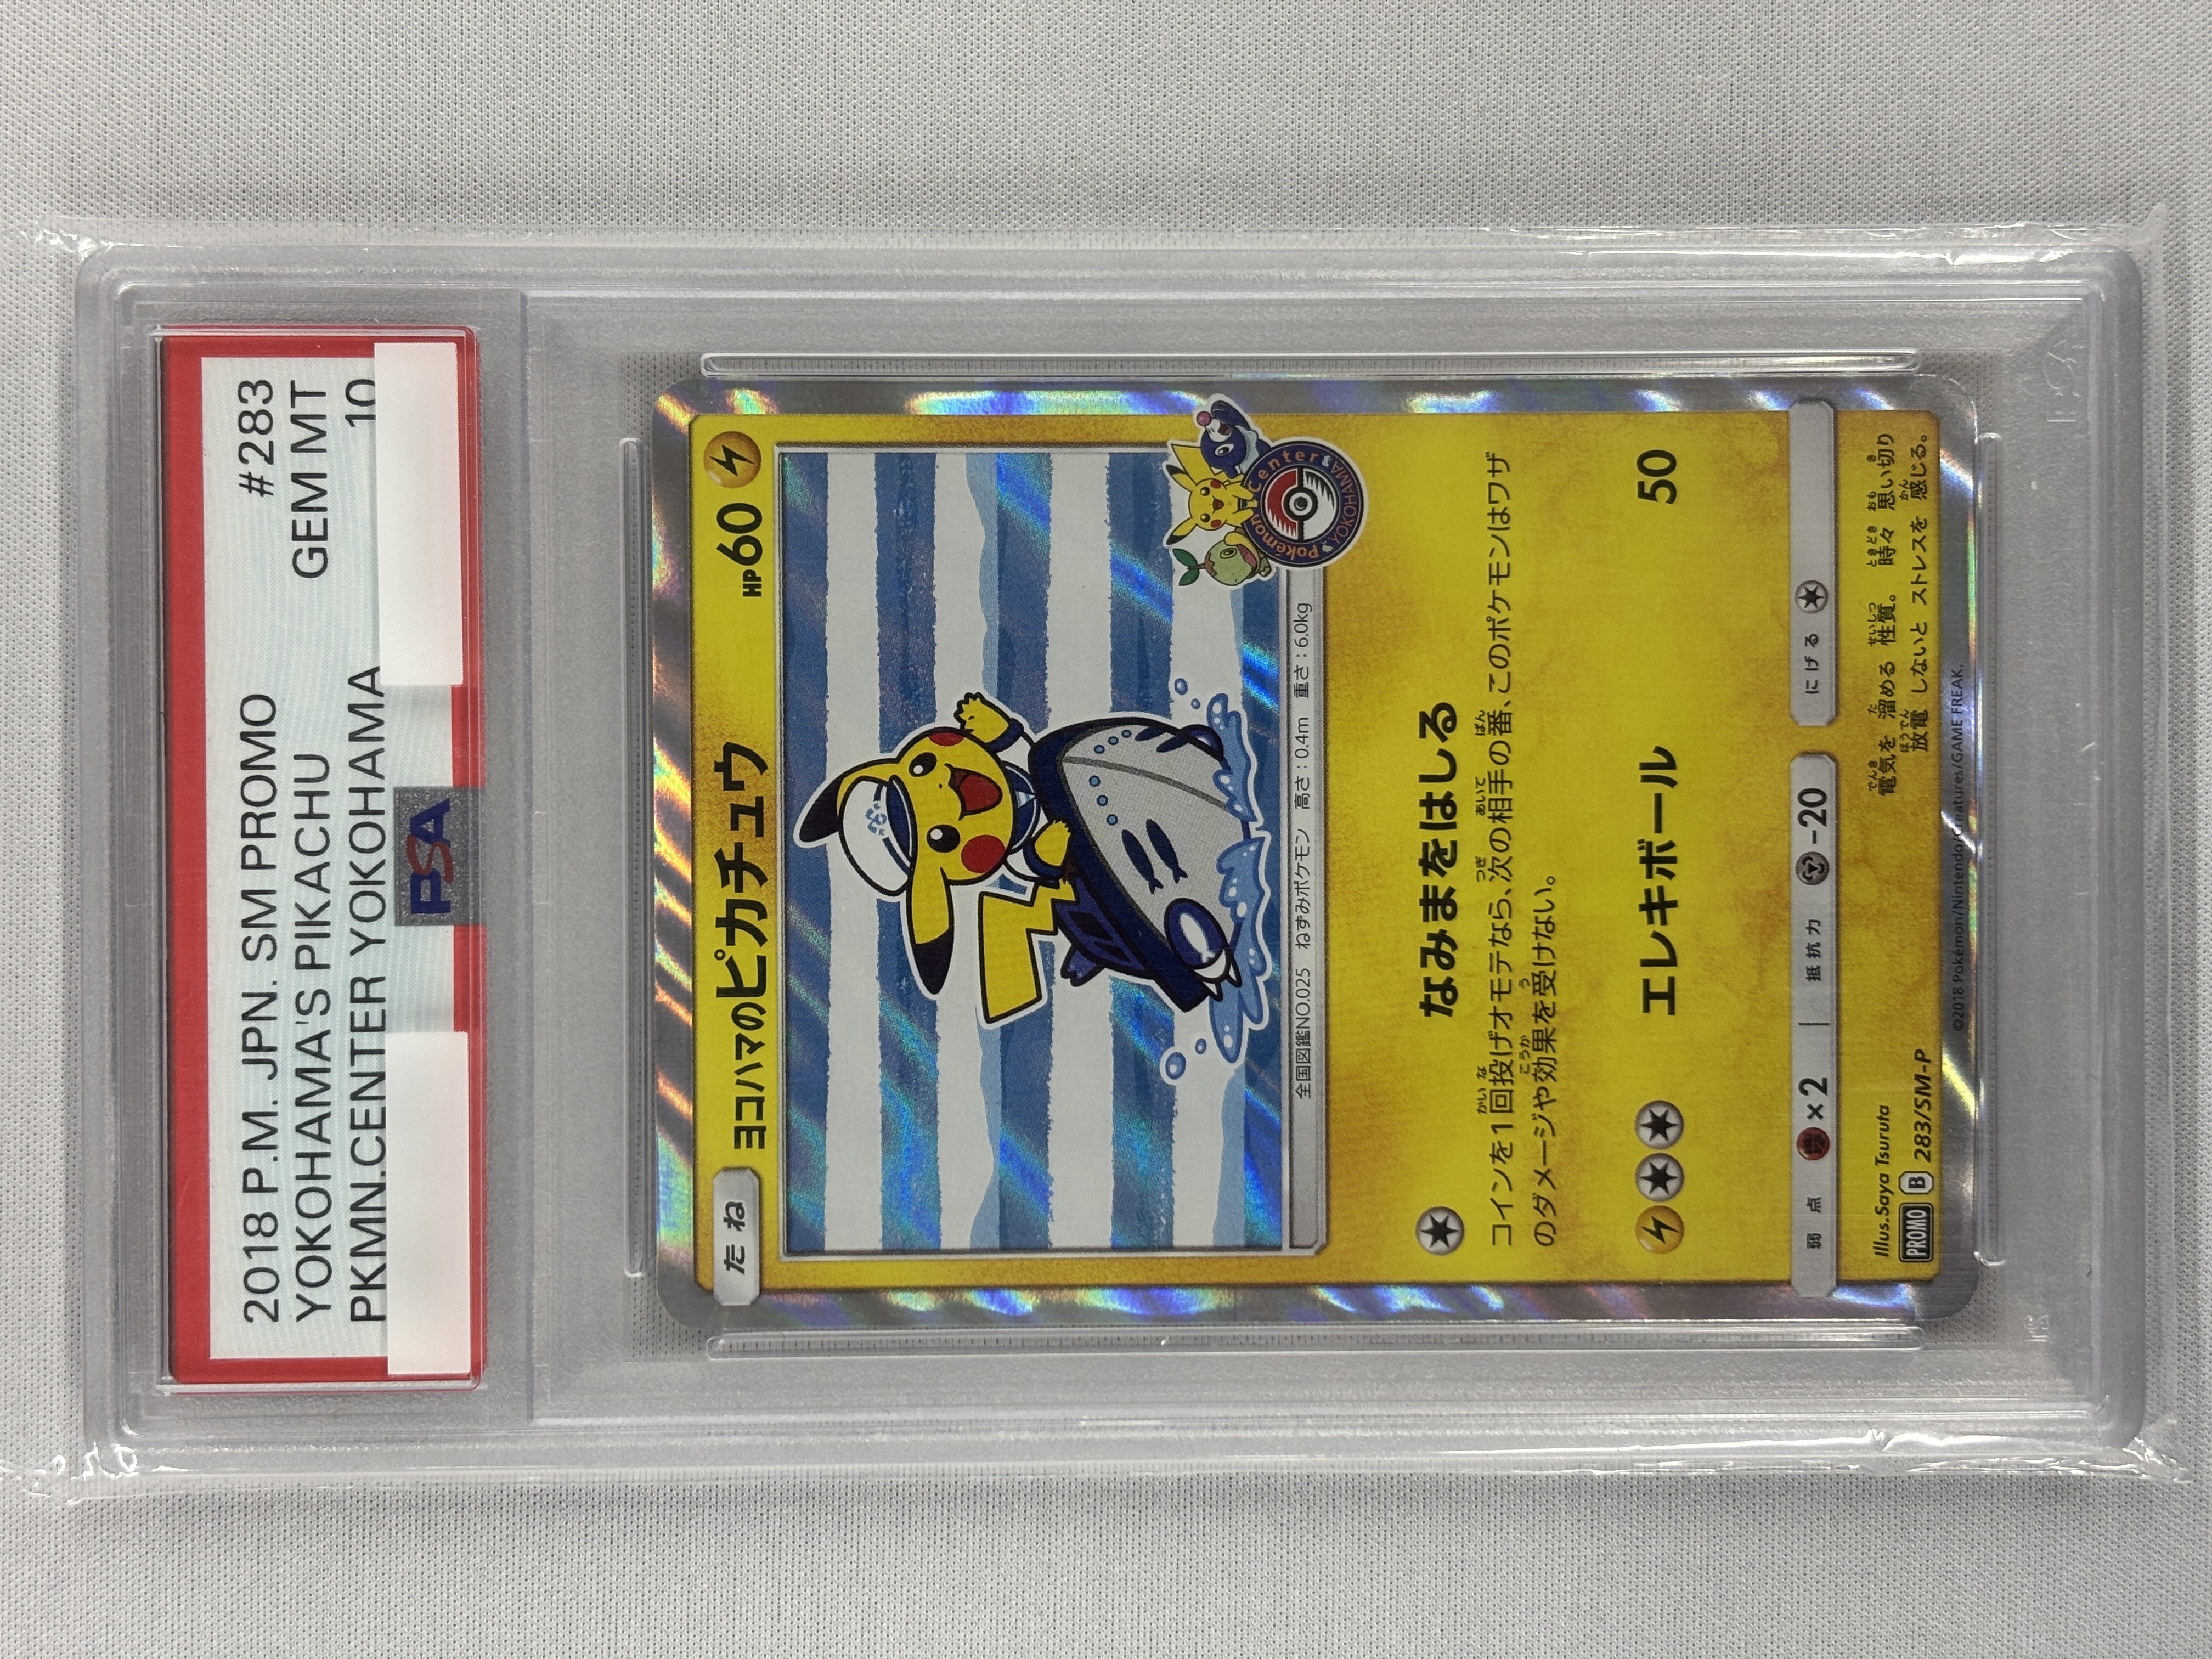 2018 P.M. JPN. SM PROMO #283
YOKOHAMA'S PIKACHU GEM MT
PKMN.CENTER YOKOHAMA 10
PSA
たね ヨコハマのピカチュウ HP60
Pokémon Center
YOKOHAMA
全国図鑑NO.025 ねずみポケモン 高さ：0.4m 重さ：6.0kg
なみまをはしる
コインを1回投げオモテなら、次の相手の番、このポケモンはワザ
のダメージや効果を受けない。
エレキボール 50
弱点 ×2 抵抗力 -20 にげる
Illus.Saya Tsuruta 電気を 溜める 性質。 時々 思い切り
PROMO B 283/SM-P 放電 しないと ストレスを 感じる。
©2018 Pokémon/Nintendo/Creatures/GAME FREAK.